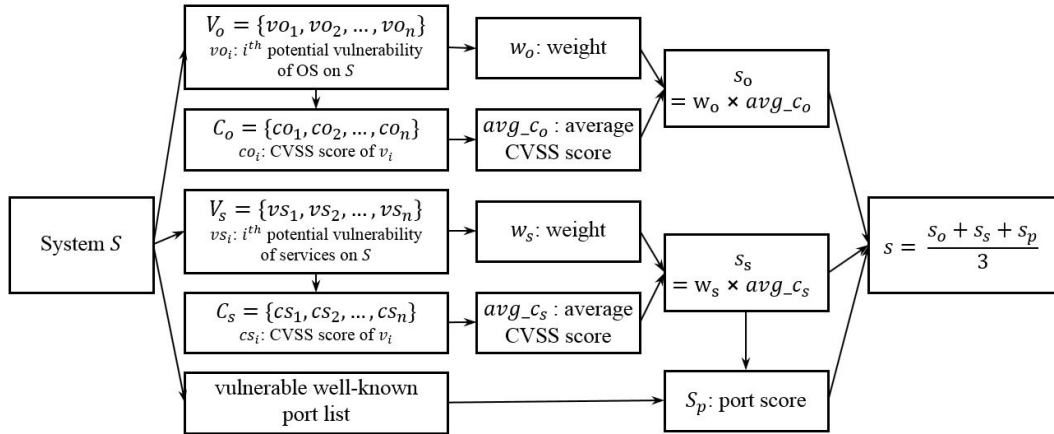 System S
V_o = {vo_1, vo_2, ..., vo_n}
vo_i: i^th potential vulnerability
of OS on S
w_o: weight
C_o = {co_1, co_2, ..., co_n}
co_i: CVSS score of v_i
avg_c_o : average
CVSS score
s_o
= w_o × avg_c_o
V_s = {vs_1, vs_2, ..., vs_n}
vs_i: i^th potential vulnerability
of services on S
w_s: weight
C_s = {cs_1, cs_2, ..., cs_n}
cs_i: CVSS score of v_i
avg_c_s : average
CVSS score
s_s
= w_s × avg_c_s
vulnerable well-known
port list
S_p: port score
s = (s_o + s_s + s_p) / 3